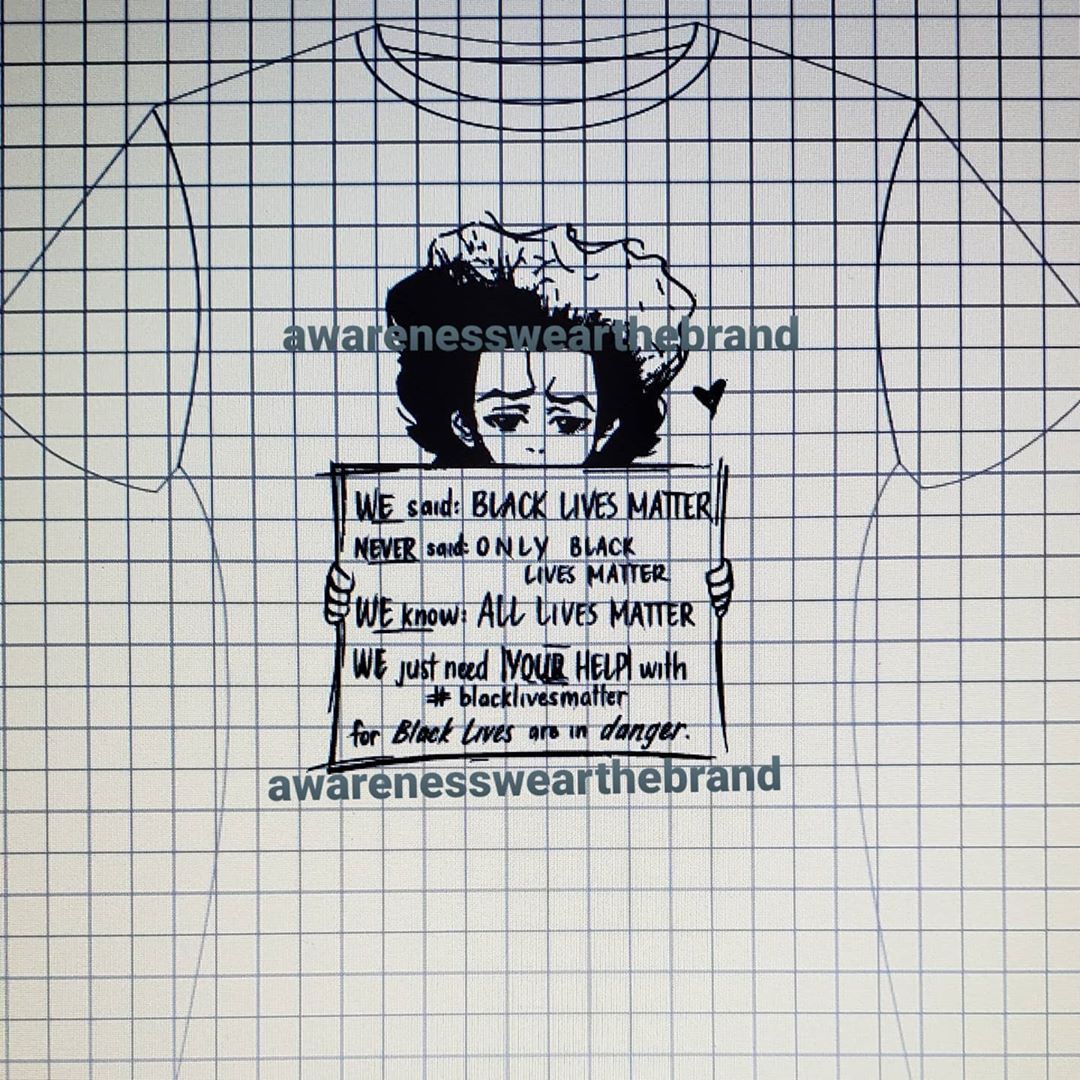 awarenesswearthebrand
WE said: BLACK LIVES MATTER
NEVER said: ONLY BLACK
LIVES MATTER
WE know: ALL LIVES MATTER
WE just need YOUR HELP with
# blacklivesmatter
for Black Lives are in danger.
awarenesswearthebrand